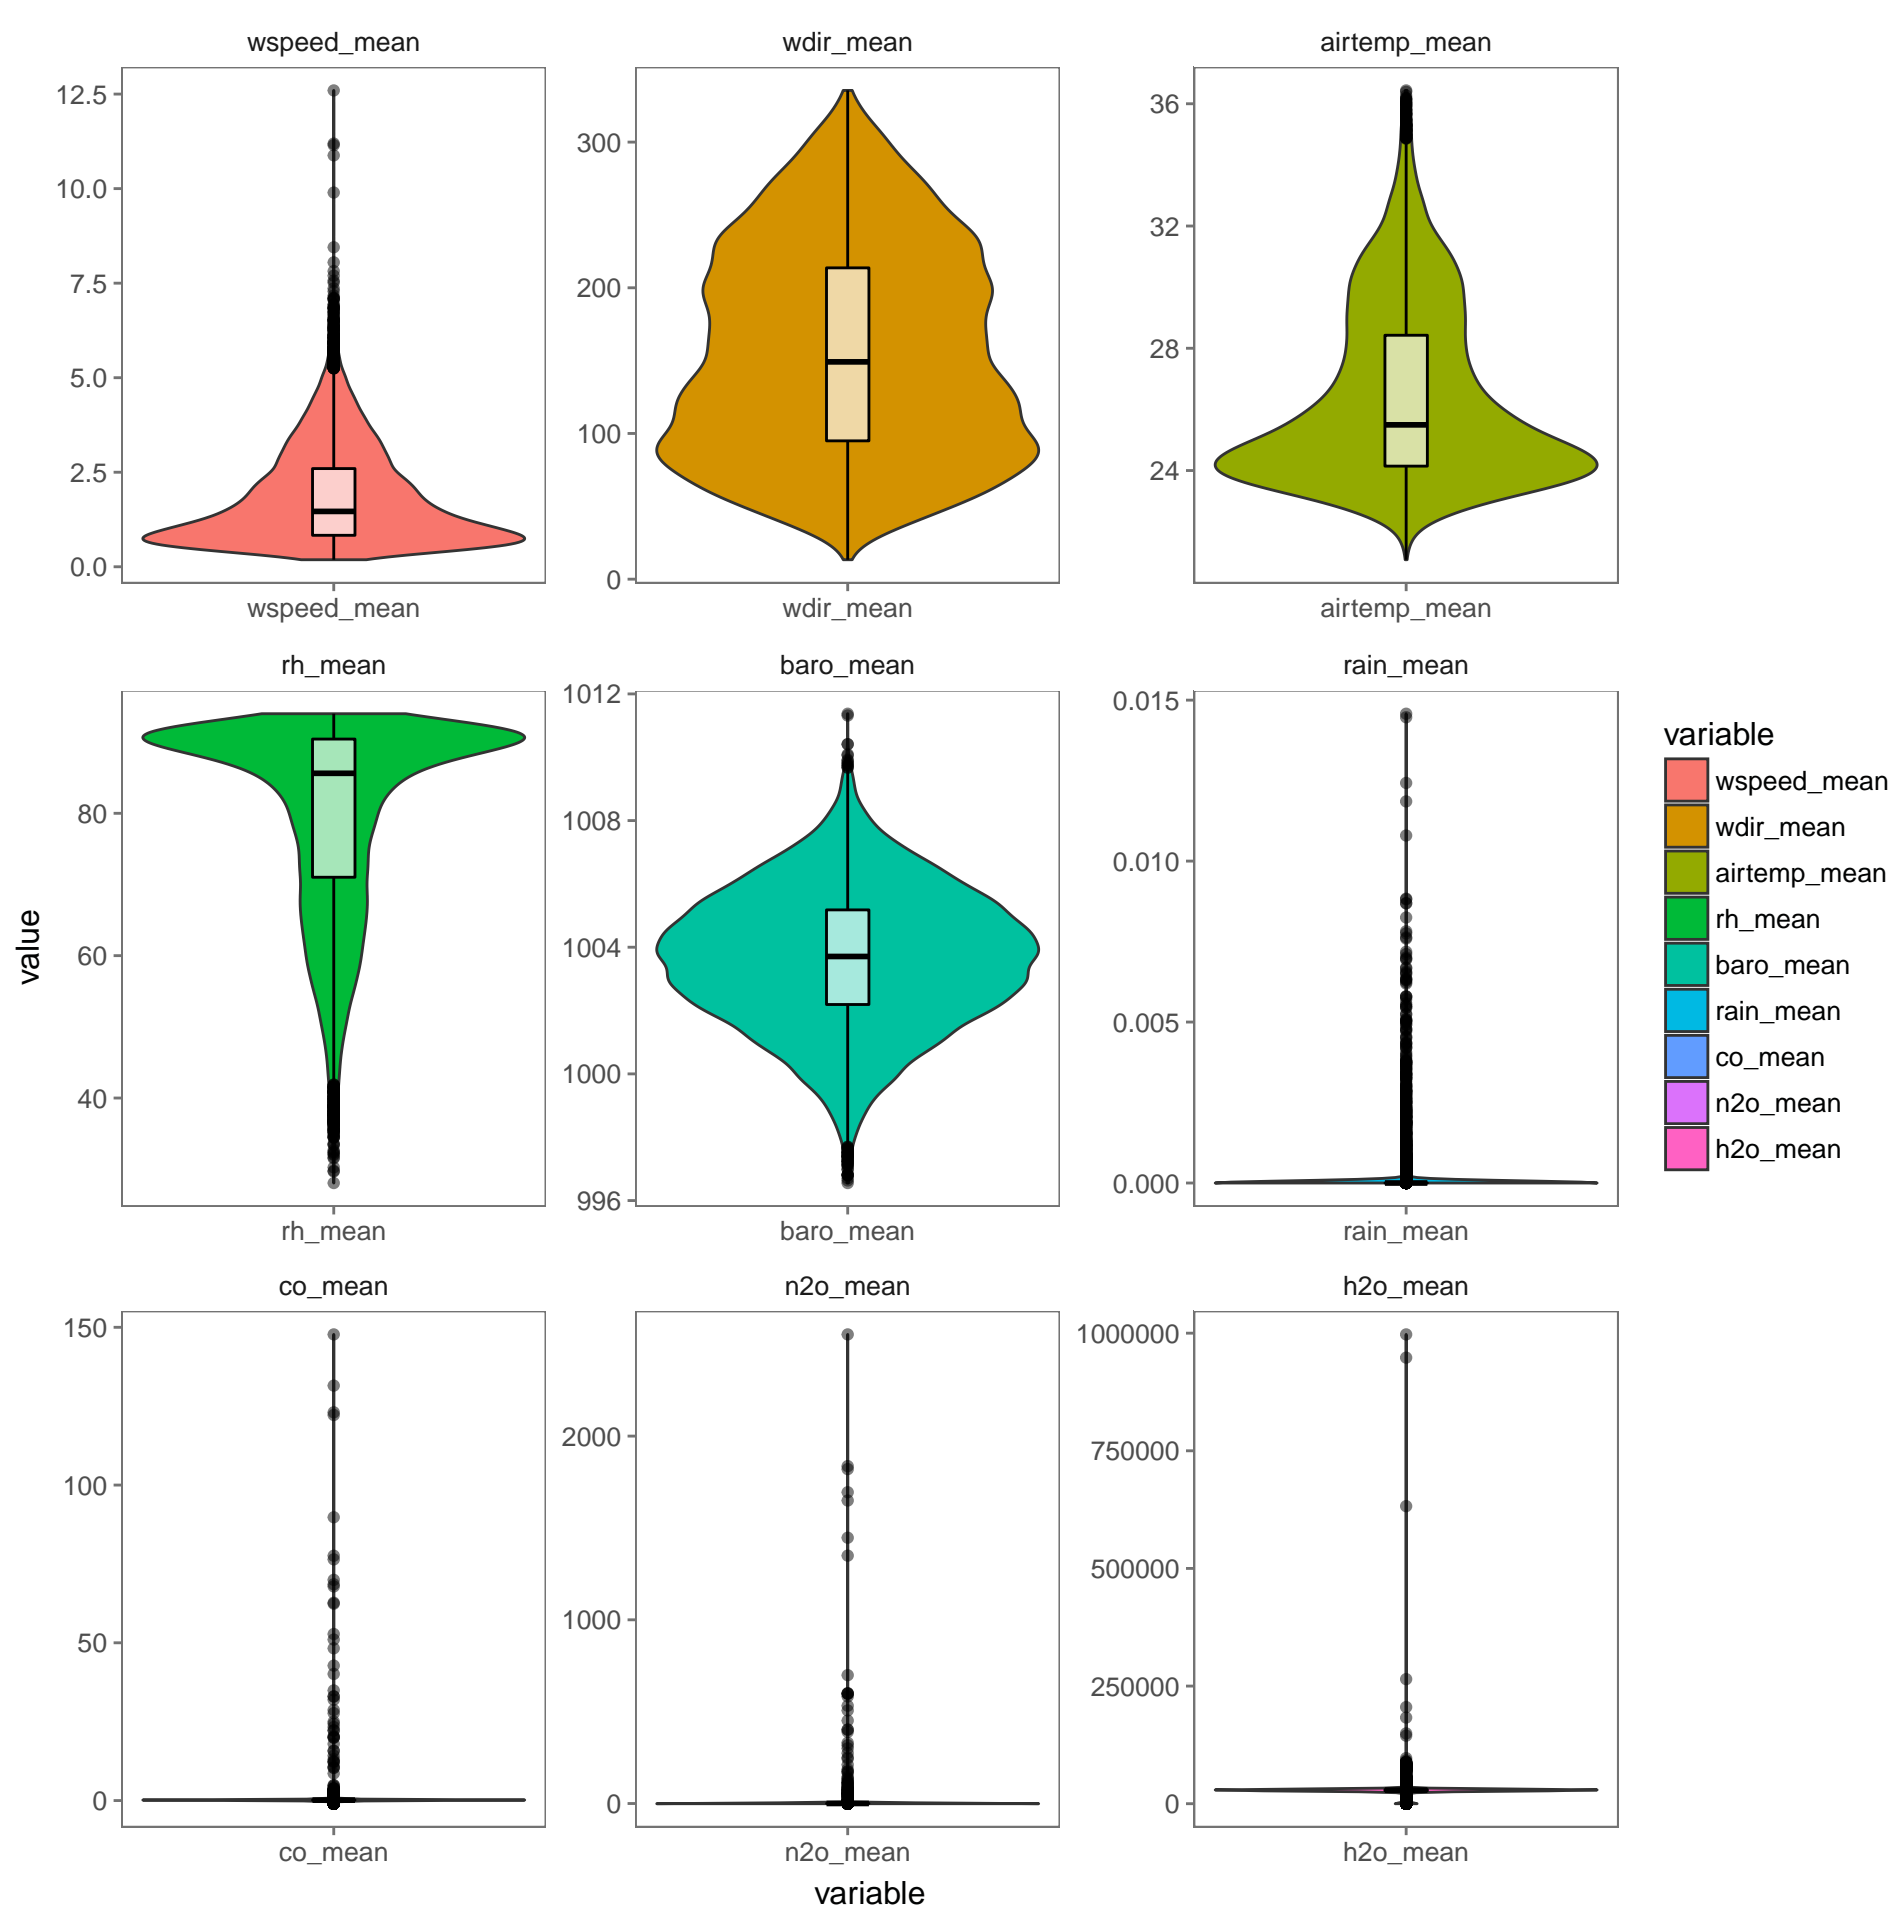 wspeed_mean
wdir_mean
airtemp_mean
12.5
10.0
7.5
5.0
2.5
0.0
300
200
100
0
36
32
28
24
wspeed_mean
wdir_mean
airtemp_mean
rh_mean
baro_mean
rain_mean
80
60
40
1012
1008
1004
1000
996
0.015
0.010
0.005
0.000
rh_mean
baro_mean
rain_mean
co_mean
n2o_mean
h2o_mean
150
100
50
0
2000
1000
0
1000000
750000
500000
250000
0
co_mean
n2o_mean
h2o_mean
variable
value
variable
wspeed_mean
wdir_mean
airtemp_mean
rh_mean
baro_mean
rain_mean
co_mean
n2o_mean
h2o_mean